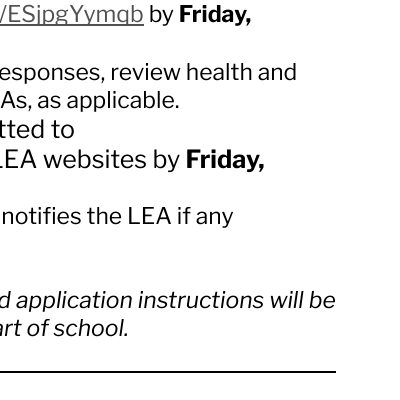 /ESjpgYymqb by Friday,
esponses, review health and
As, as applicable.
tted to
LEA websites by Friday,
notifies the LEA if any
d application instructions will be
art of school.